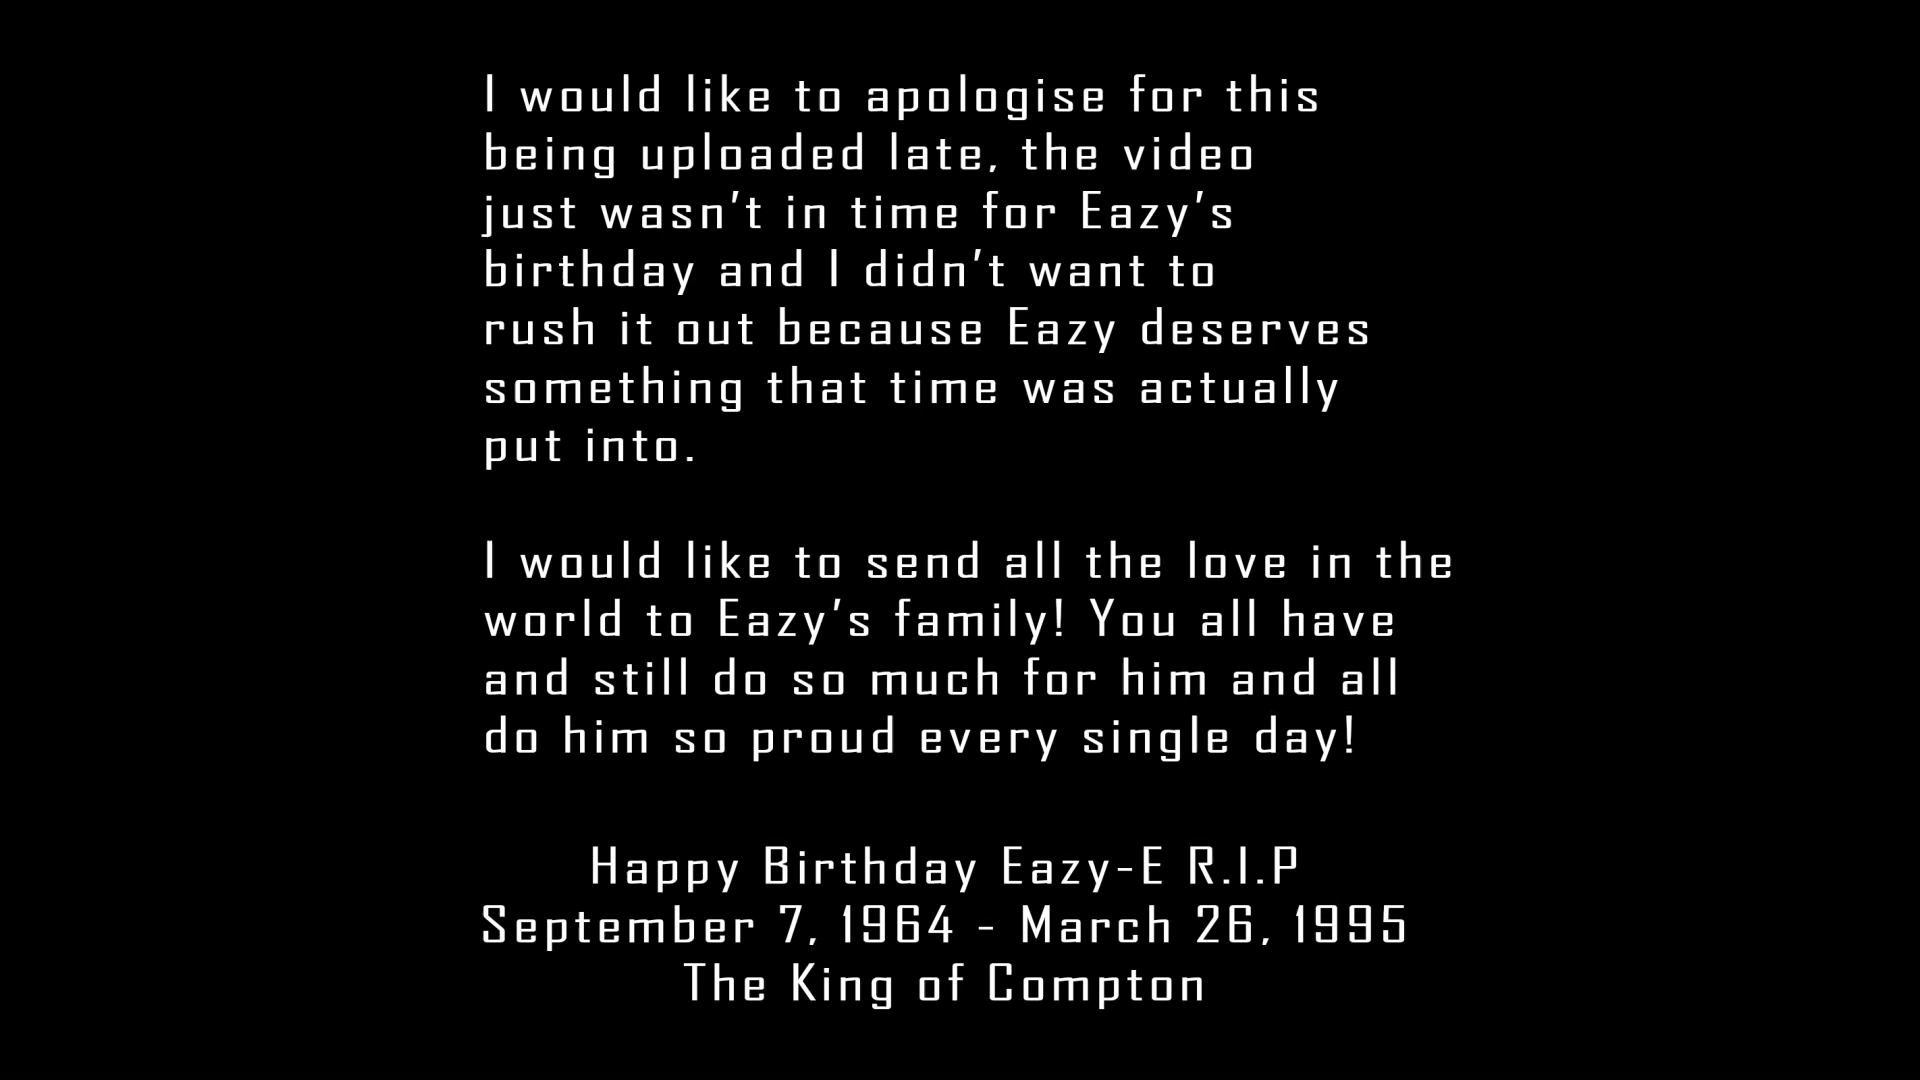 I would like to apologise for this
being uploaded late, the video
just wasn't in time for Eazy's
birthday and I didn't want to
rush it out because Eazy deserves
something that time was actually
put into.
I would like to send all the love in the
world to Eazy's family! You all have
and still do so much for him and all
do him so proud every single day!
Happy Birthday Eazy-E R.I.P
September 7, 1964 - March 26, 1995
The King of Compton